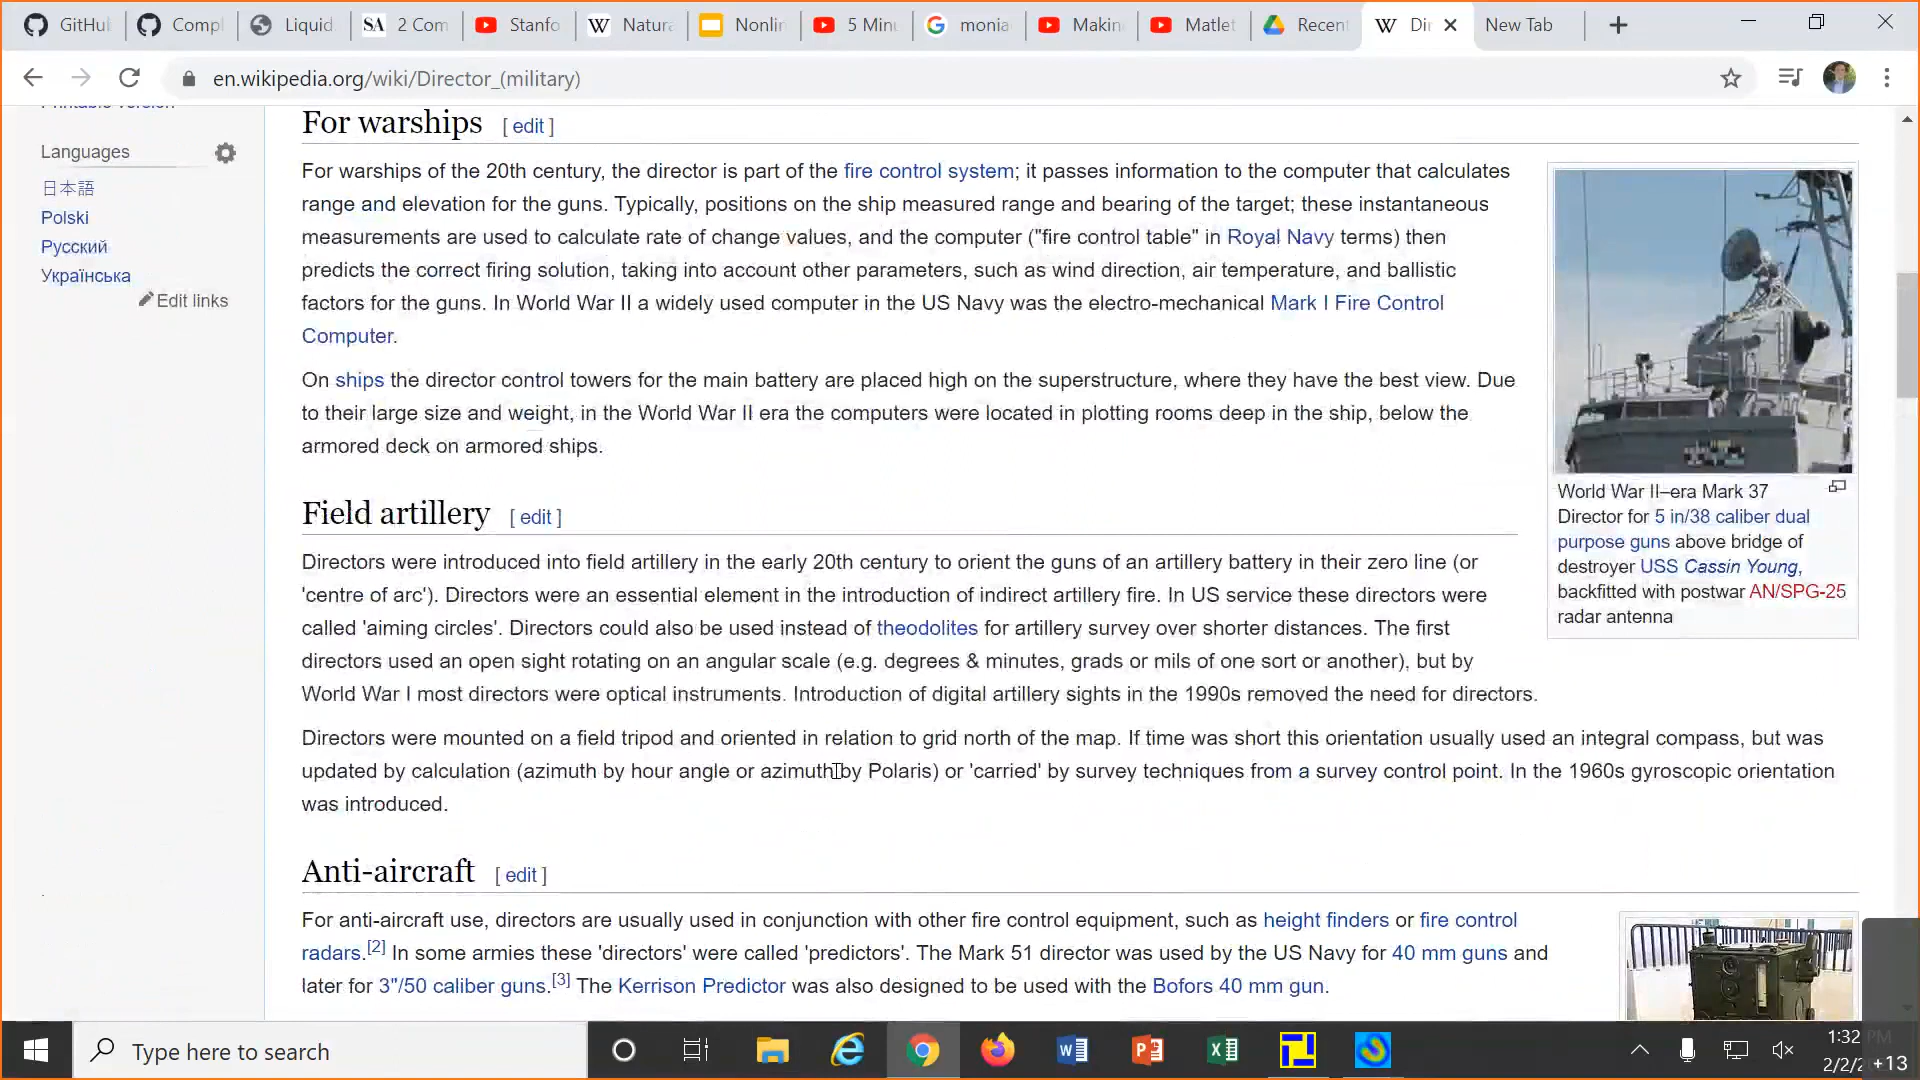 GitHu
Compl
Liquid
SA 2 Com
Stanfo
W Natura
Nonlin
5 Minu
G monia
Makin
Matlet
Recent
W Dir
New Tab
en.wikipedia.org/wiki/Director_(military)
Printable version
Languages
日本語
Polski
Русский
Українська
Edit links
For warships [ edit ]
For warships of the 20th century, the director is part of the fire control system; it passes information to the computer that calculates
range and elevation for the guns. Typically, positions on the ship measured range and bearing of the target; these instantaneous
measurements are used to calculate rate of change values, and the computer ("fire control table" in Royal Navy terms) then
predicts the correct firing solution, taking into account other parameters, such as wind direction, air temperature, and ballistic
factors for the guns. In World War II a widely used computer in the US Navy was the electro-mechanical Mark I Fire Control
Computer.
On ships the director control towers for the main battery are placed high on the superstructure, where they have the best view. Due
to their large size and weight, in the World War II era the computers were located in plotting rooms deep in the ship, below the
armored deck on armored ships.
World War II–era Mark 37
Director for 5 in/38 caliber dual
purpose guns above bridge of
destroyer USS Cassin Young,
backfitted with postwar AN/SPG-25
radar antenna
Field artillery [ edit ]
Directors were introduced into field artillery in the early 20th century to orient the guns of an artillery battery in their zero line (or
'centre of arc'). Directors were an essential element in the introduction of indirect artillery fire. In US service these directors were
called 'aiming circles'. Directors could also be used instead of theodolites for artillery survey over shorter distances. The first
directors used an open sight rotating on an angular scale (e.g. degrees & minutes, grads or mils of one sort or another), but by
World War I most directors were optical instruments. Introduction of digital artillery sights in the 1990s removed the need for directors.
Directors were mounted on a field tripod and oriented in relation to grid north of the map. If time was short this orientation usually used an integral compass, but was
updated by calculation (azimuth by hour angle or azimuth by Polaris) or 'carried' by survey techniques from a survey control point. In the 1960s gyroscopic orientation
was introduced.
Anti-aircraft [ edit ]
For anti-aircraft use, directors are usually used in conjunction with other fire control equipment, such as height finders or fire control
radars.[2] In some armies these 'directors' were called 'predictors'. The Mark 51 director was used by the US Navy for 40 mm guns and
later for 3"/50 caliber guns.[3] The Kerrison Predictor was also designed to be used with the Bofors 40 mm gun.
Type here to search
1:32 PM
2/2/2
+13